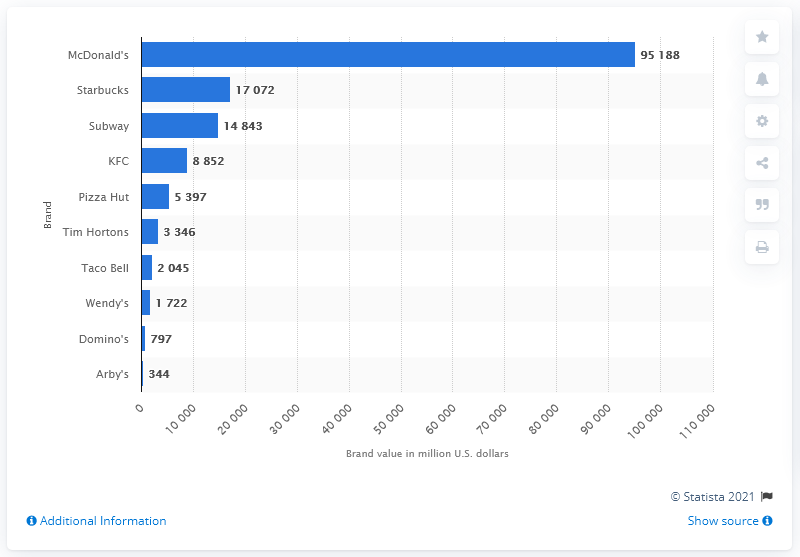 McDonald's 95 188
Starbucks 17 072
Subway 14 843
KFC 8 852
Pizza Hut 5 397
Tim Hortons 3 346
Taco Bell 2 045
Wendy's 1 722
Domino's 797
Arby's 344
Brand
0 10 000 20 000 30 000 40 000 50 000 60 000 70 000 80 000 90 000 100 000 110 000
Brand value in million U.S. dollars
© Statista 2021
Additional Information Show source